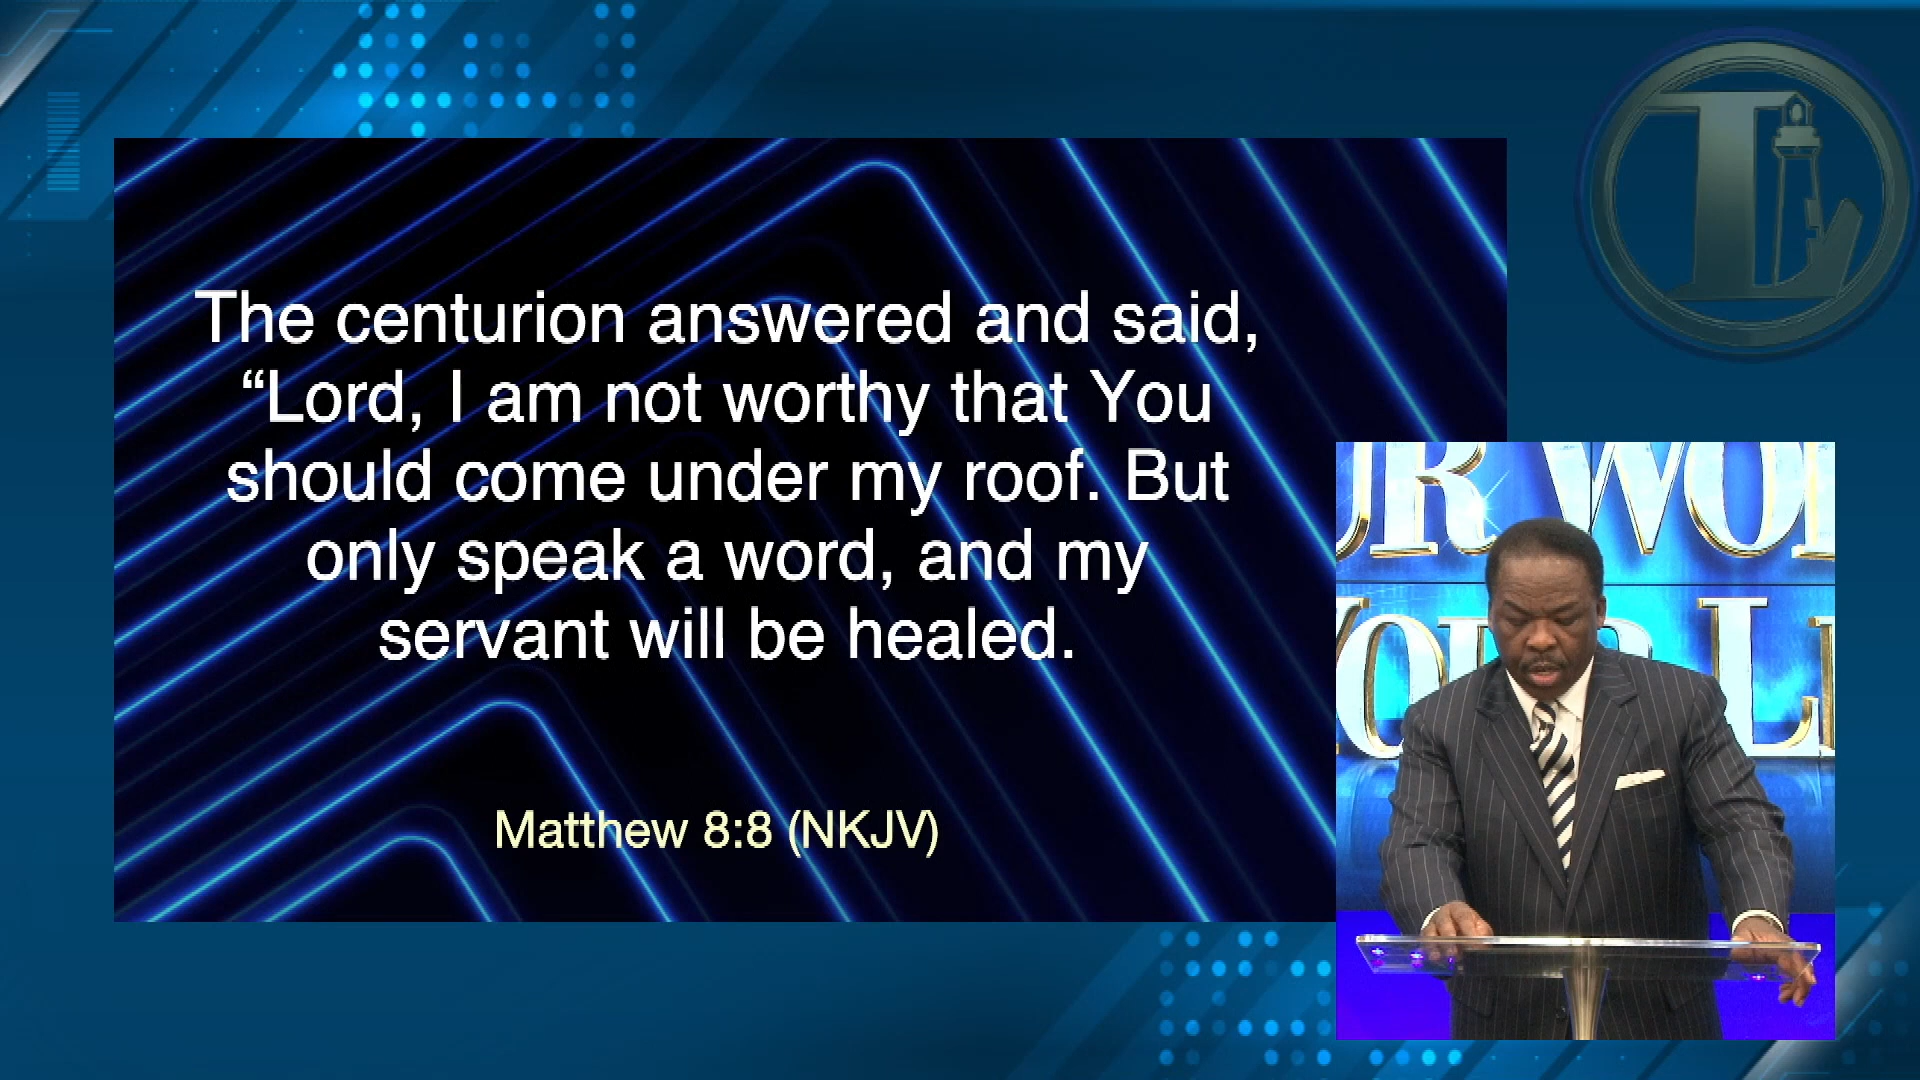 The centurion answered and said,
“Lord, I am not worthy that You
should come under my roof. But
only speak a word, and my
servant will be healed.
Matthew 8:8 (NKJV)